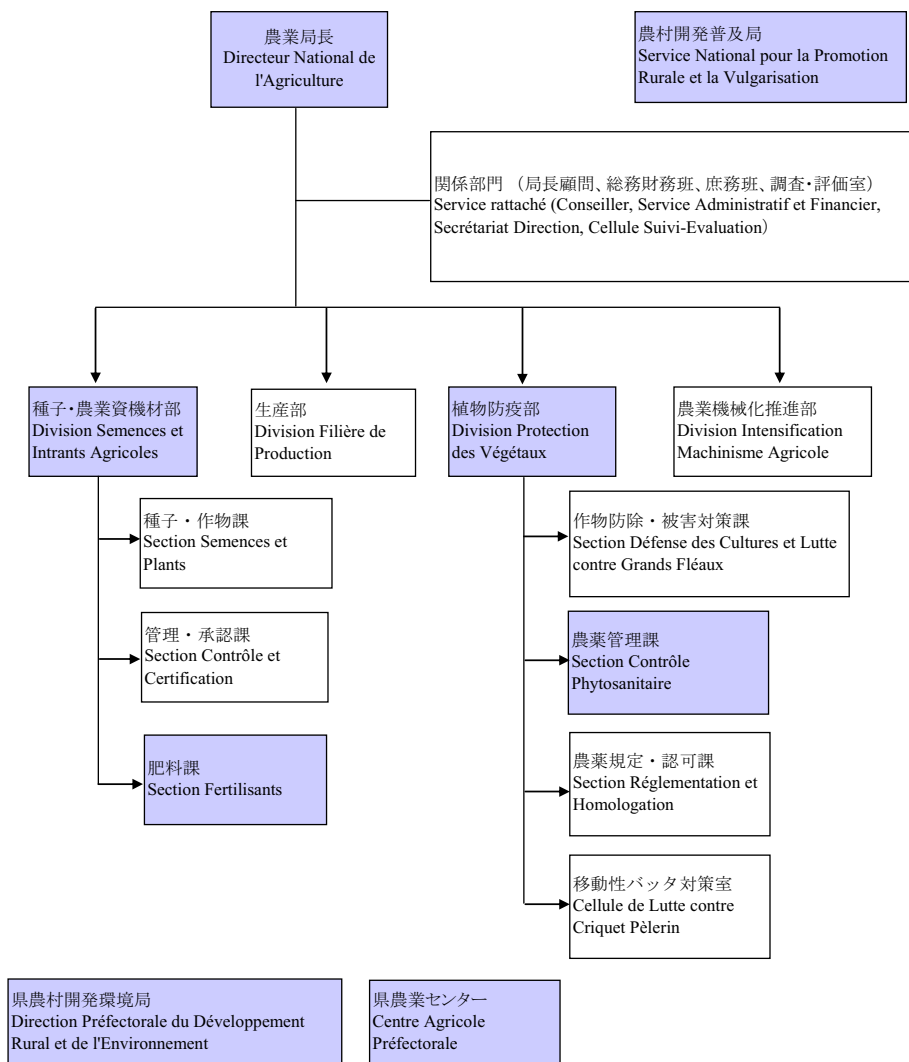 農業局長
Directeur National de
l'Agriculture
農村開発普及局
Service National pour la Promotion
Rurale et la Vulgarisation
関係部門 （局長顧問、総務財務班、庶務班、調査・評価室）
Service rattaché (Conseiller, Service Administratif et Financier,
Secrétariat Direction, Cellule Suivi-Evaluation）
種子・農業資機材部
Division Semences et
Intrants Agricoles
生産部
Division Filière de
Production
植物防疫部
Division Protection
des Végétaux
農業機械化推進部
Division Intensification
Machinisme Agricole
種子・作物課
Section Semences et
Plants
管理・承認課
Section Contrôle et
Certification
肥料課
Section Fertilisants
作物防除・被害対策課
Section Défense des Cultures et Lutte
contre Grands Fléaux
農薬管理課
Section Contrôle
Phytosanitaire
農薬規定・認可課
Section Réglementation et
Homologation
移動性バッタ対策室
Cellule de Lutte contre
Criquet Pèlerin
県農村開発環境局
Direction Préfectorale du Développement
Rural et de l'Environnement
県農業センター
Centre Agricole
Préfectorale